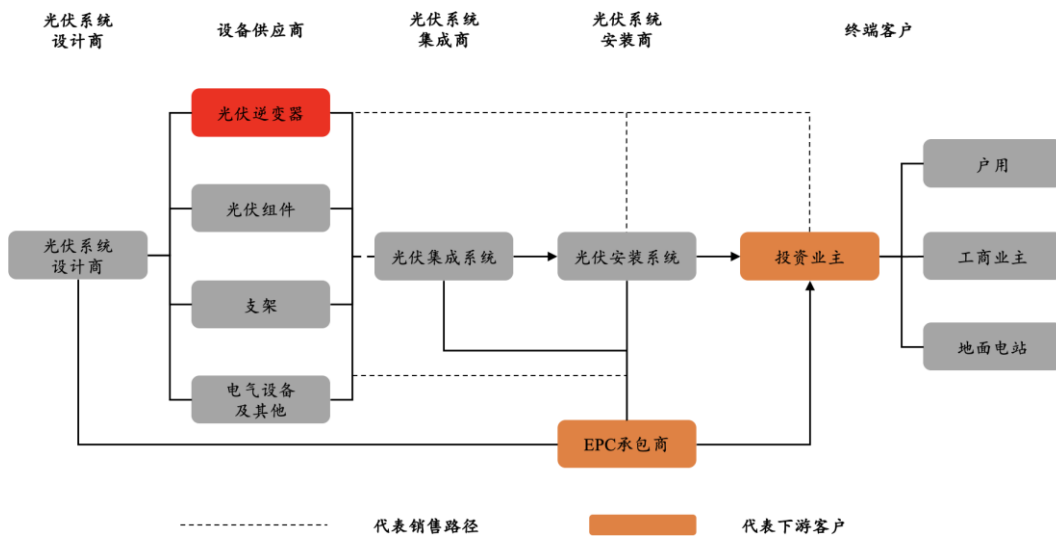 光伏系统
设计商
设备供应商
光伏系统
集成商
光伏系统
安装商
终端客户
光伏逆变器
户用
光伏组件
光伏系统
设计商
光伏集成系统
光伏安装系统
投资业主
工商业主
支架
地面电站
电气设备
及其他
EPC承包商
代表销售路径
代表下游客户